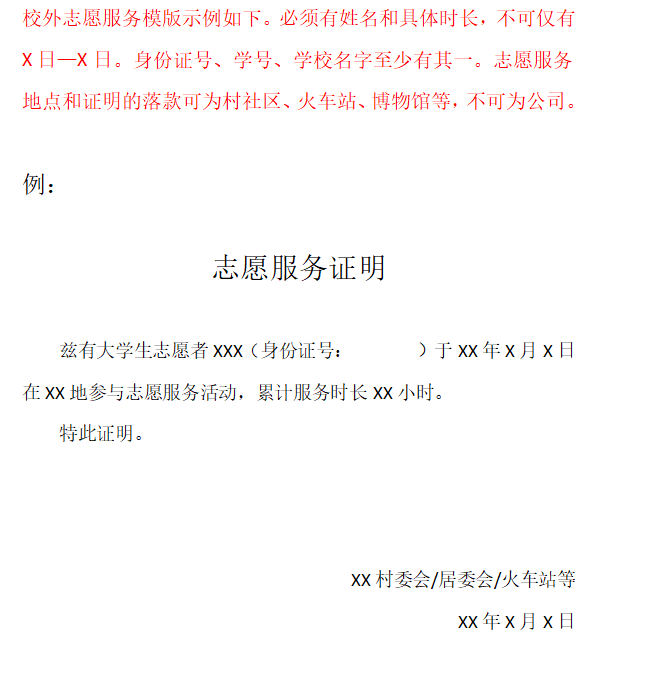 校外志愿服务模版示例如下。必须有姓名和具体时长，不可仅有
X 日—X 日。身份证号、学号、学校名字至少有其一。志愿服务
地点和证明的落款可为村社区、火车站、博物馆等，不可为公司。
例：
志愿服务证明
兹有大学生志愿者 XXX（身份证号： ）于 XX 年 X 月 X 日
在 XX 地参与志愿服务活动，累计服务时长 XX 小时。
特此证明。
XX 村委会/居委会/火车站等
XX 年 X 月 X 日